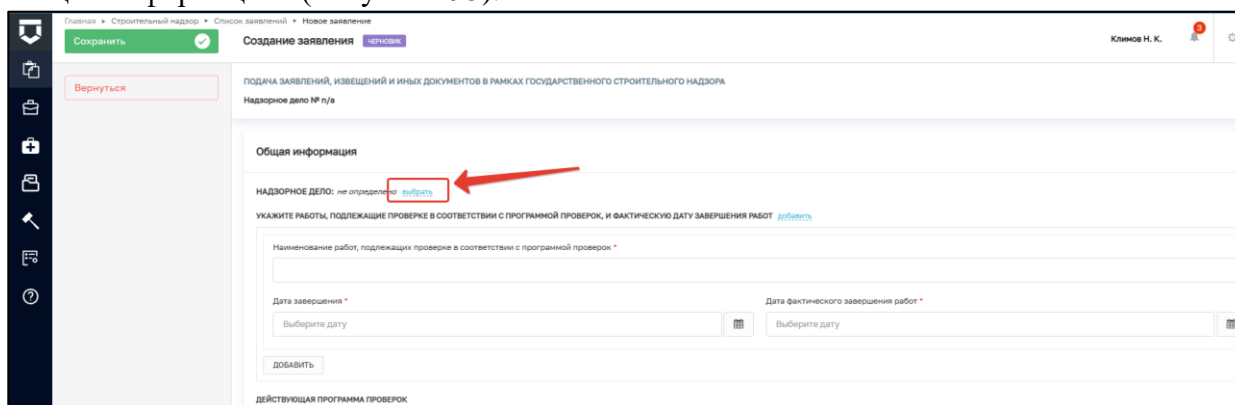 Главная ▸ Строительный надзор ▸ Список заявлений ▸ Новое заявление
Сохранить
Создание заявления ЧЕРНОВИК
Климов Н. К.
3
Вернуться
ПОДАЧА ЗАЯВЛЕНИЙ, ИЗВЕЩЕНИЙ И ИНЫХ ДОКУМЕНТОВ В РАМКАХ ГОСУДАРСТВЕННОГО СТРОИТЕЛЬНОГО НАДЗОРА
Надзорное дело № n/a
Общая информация
НАДЗОРНОЕ ДЕЛО: не определено выбрать
УКАЖИТЕ РАБОТЫ, ПОДЛЕЖАЩИЕ ПРОВЕРКЕ В СООТВЕТСТВИИ С ПРОГРАММОЙ ПРОВЕРОК, И ФАКТИЧЕСКУЮ ДАТУ ЗАВЕРШЕНИЯ РАБОТ добавить
Наименование работ, подлежащих проверке в соответствии с программой проверок *
Дата завершения * Дата фактического завершения работ *
Выберите дату Выберите дату
ДОБАВИТЬ
ДЕЙСТВУЮЩАЯ ПРОГРАММА ПРОВЕРОК